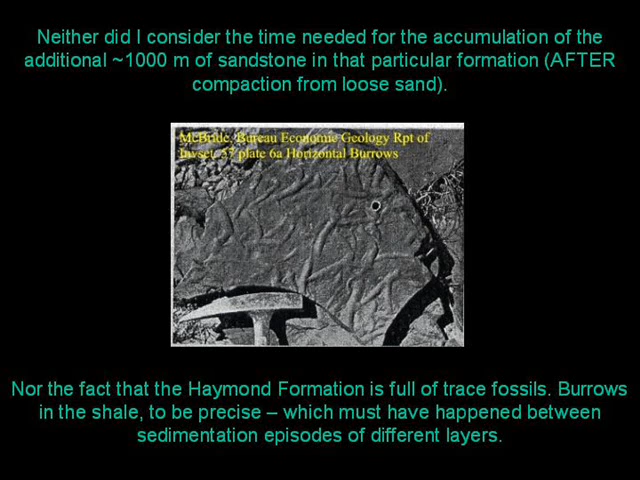 Neither did I consider the time needed for the accumulation of the
additional ~1000 m of sandstone in that particular formation (AFTER
compaction from loose sand).
McBride, Bureau Economic Geology Rpt of
Invset. 57 plate 6a Horizontal Burrows
Nor the fact that the Haymond Formation is full of trace fossils. Burrows
in the shale, to be precise – which must have happened between
sedimentation episodes of different layers.